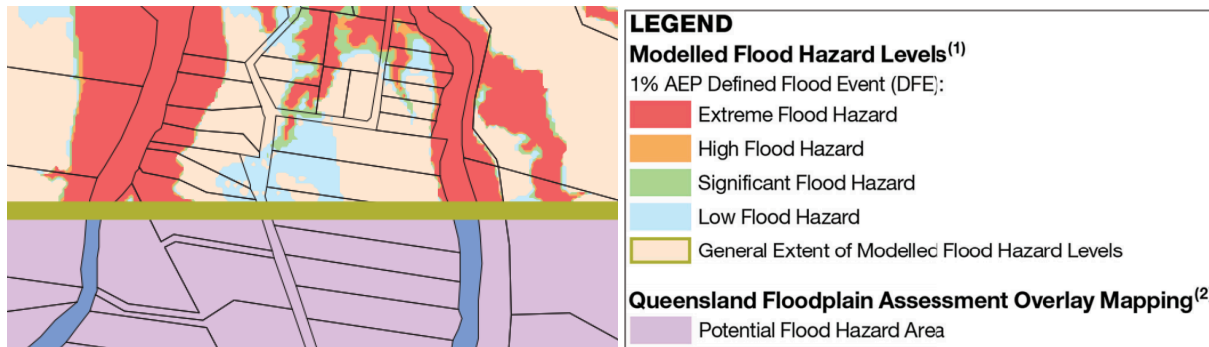 LEGEND
Modelled Flood Hazard Levels(1)
1% AEP Defined Flood Event (DFE):
Extreme Flood Hazard
High Flood Hazard
Significant Flood Hazard
Low Flood Hazard
General Extent of Modelled Flood Hazard Levels
Queensland Floodplain Assessment Overlay Mapping(2
Potential Flood Hazard Area